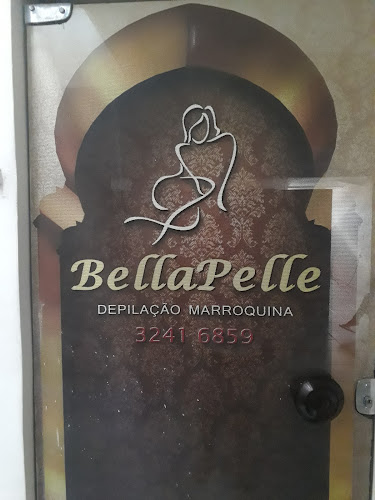 BellaPelle
DEPILAÇÃO MARROQUINA
3241 6859